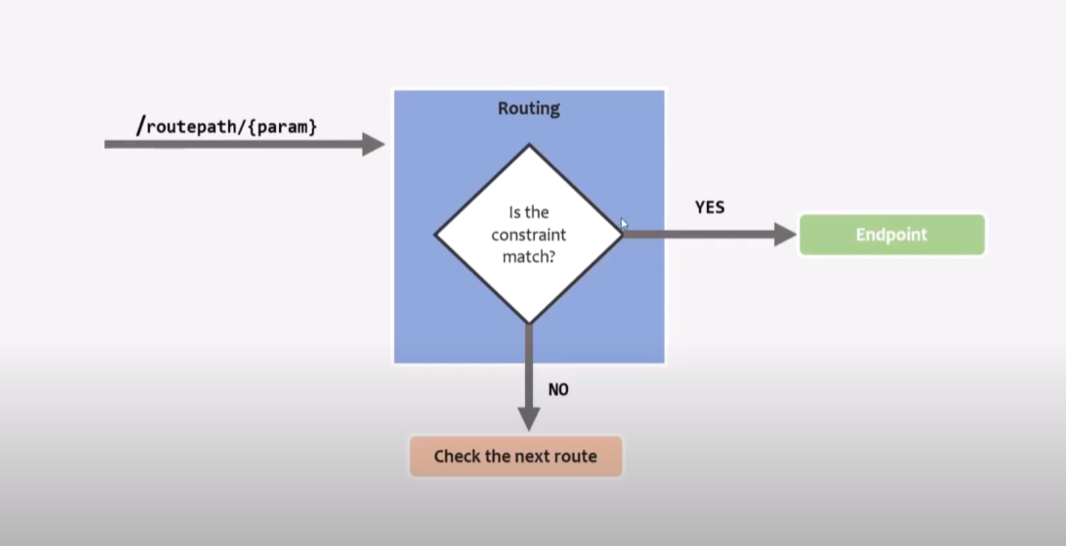 Routing
/routepath/{param}
Is the
constraint
match?
YES
Endpoint
NO
Check the next route